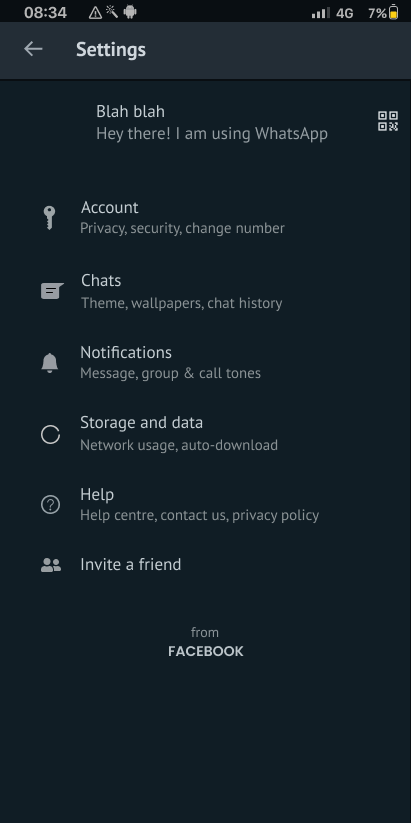 08:34
4G 7%
Settings
Blah blah
Hey there! I am using WhatsApp
Account
Privacy, security, change number
Chats
Theme, wallpapers, chat history
Notifications
Message, group & call tones
Storage and data
Network usage, auto-download
Help
Help centre, contact us, privacy policy
Invite a friend
from
FACEBOOK